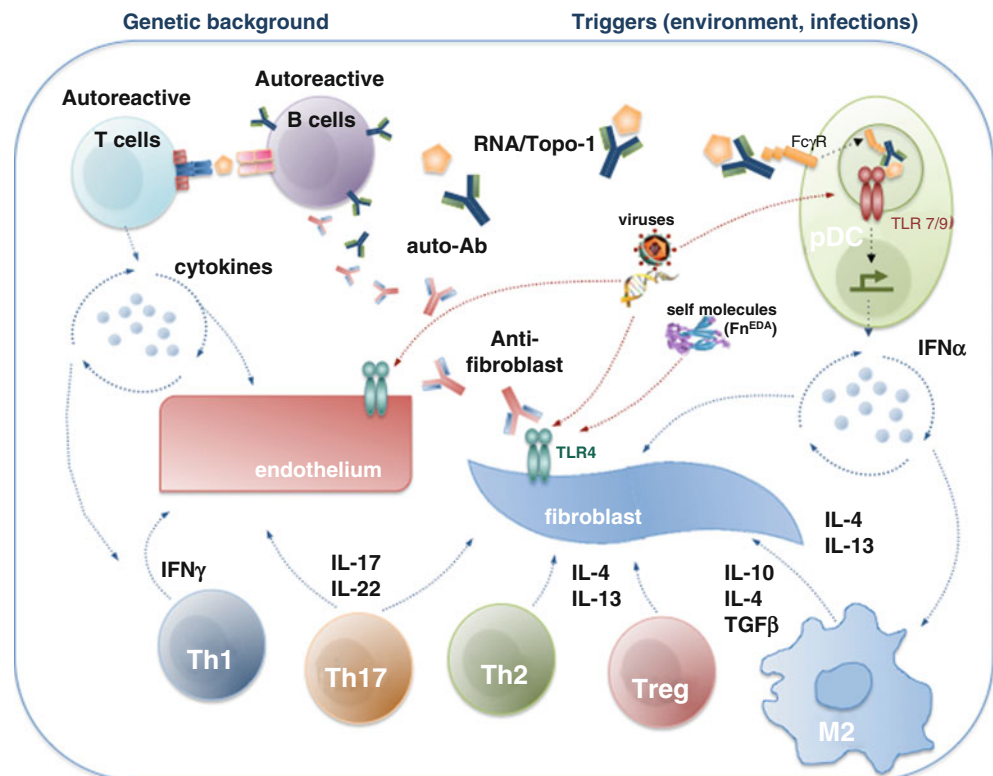 Genetic background
Triggers (environment, infections)
Autoreactive
T cells
Autoreactive
B cells
RNA/Topo-1
FcγR
TLR 7/9
pDC
viruses
auto-Ab
cytokines
self molecules
(Fn^EDA)
Anti-
fibroblast
IFNα
TLR4
endothelium
fibroblast
IL-4
IL-13
IFNγ
IL-17
IL-22
IL-4
IL-13
IL-10
IL-4
TGFβ
Th1
Th17
Th2
Treg
M2